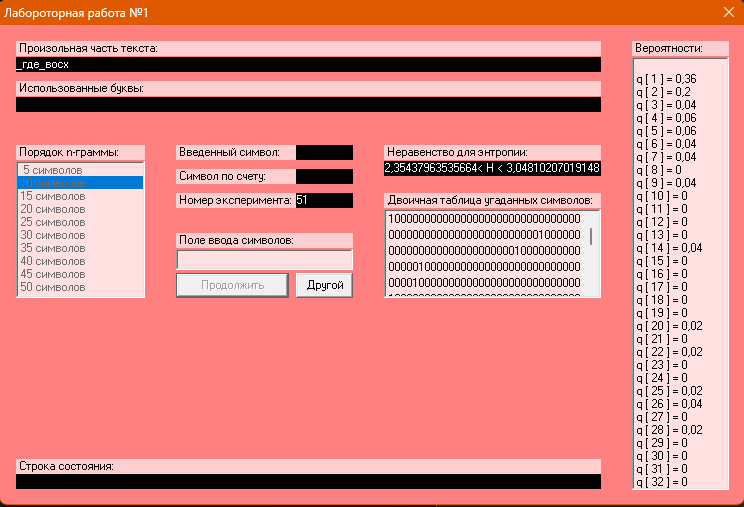 Лабороторная работа №1
Произольная часть текста:
_где_восх
Использованные буквы:
Порядок n-граммы:
5 символов
10 символов
15 символов
20 символов
25 символов
30 символов
35 символов
40 символов
45 символов
50 символов
Введенный символ:
Символ по счету:
Номер эксперимента: 51
Поле ввода символов:
Продолжить
Другой
Неравенство для энтропии:
2,35437963535664< H < 3,04810207019148
Двоичная таблица угаданных символов:
10000000000000000000000000000000
00000000000000000000000001000000
00000000000000000000010000000000
00000100000000000000000000000000
00001000000000000000000000000000
Строка состояния:
Вероятности:
q [ 1 ] = 0,36
q [ 2 ] = 0,2
q [ 3 ] = 0,04
q [ 4 ] = 0,06
q [ 5 ] = 0,06
q [ 6 ] = 0,04
q [ 7 ] = 0,04
q [ 8 ] = 0
q [ 9 ] = 0,04
q [ 10 ] = 0
q [ 11 ] = 0
q [ 12 ] = 0
q [ 13 ] = 0
q [ 14 ] = 0,04
q [ 15 ] = 0
q [ 16 ] = 0
q [ 17 ] = 0
q [ 18 ] = 0
q [ 19 ] = 0
q [ 20 ] = 0,02
q [ 21 ] = 0
q [ 22 ] = 0,02
q [ 23 ] = 0
q [ 24 ] = 0
q [ 25 ] = 0,02
q [ 26 ] = 0,04
q [ 27 ] = 0
q [ 28 ] = 0,02
q [ 29 ] = 0
q [ 30 ] = 0
q [ 31 ] = 0
q [ 32 ] = 0